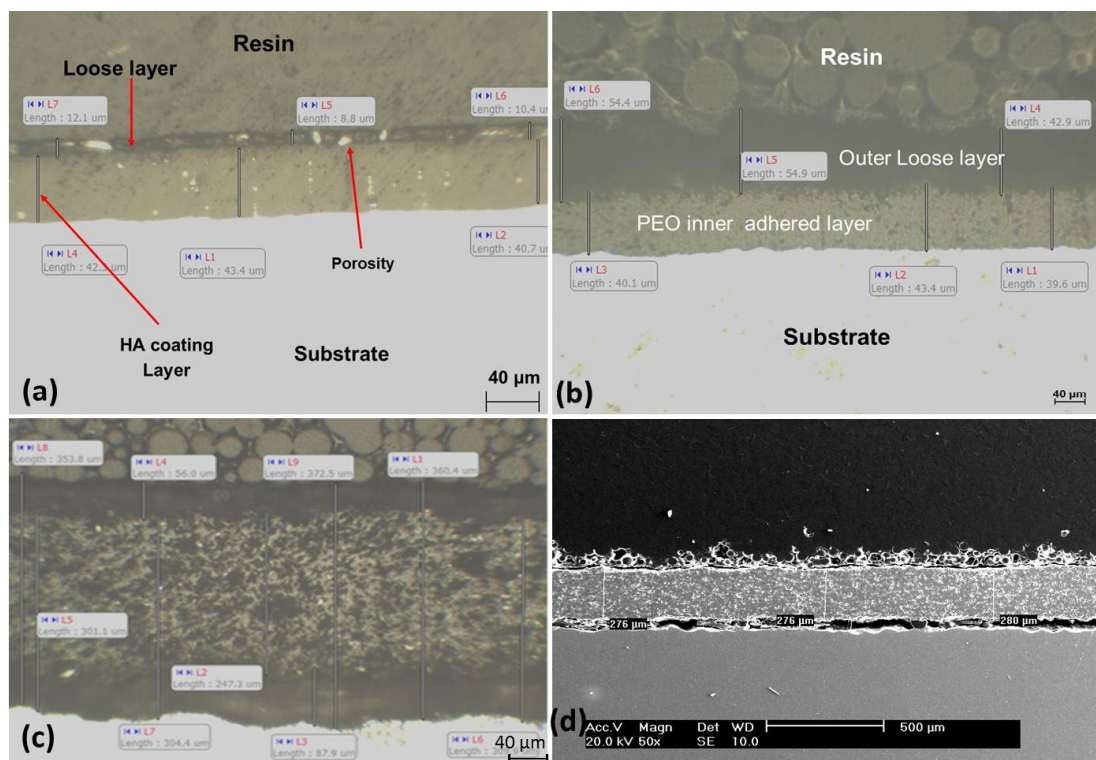 Resin
Loose layer
L7
Length : 12.1 um
L5
Length : 8.8 um
L6
Length : 10.4 um
L4
Length : 42.3 um
L1
Length : 43.4 um
L2
Length : 40.7 um
Porosity
HA coating
Layer
Substrate
40 µm
(a)
Resin
L6
Length : 54.4 um
L4
Length : 42.9 um
Outer Loose layer
L5
Length : 54.9 um
PEO inner adhered layer
L3
Length : 40.1 um
L2
Length : 43.4 um
L1
Length : 39.6 um
Substrate
40 µm
(b)
L8
Length : 353.8 um
L4
Length : 56.0 um
L9
Length : 372.5 um
L1
Length : 360.4 um
L5
Length : 301.1 um
L2
Length : 247.3 um
L7
Length : 304.4 um
L3
Length : 87.9 um
L6
Length :
40 µm
(c)
276 µm
276 µm
280 µm
(d)
Acc.V Magn Det WD
20.0 kV 50x SE 10.0
500 µm